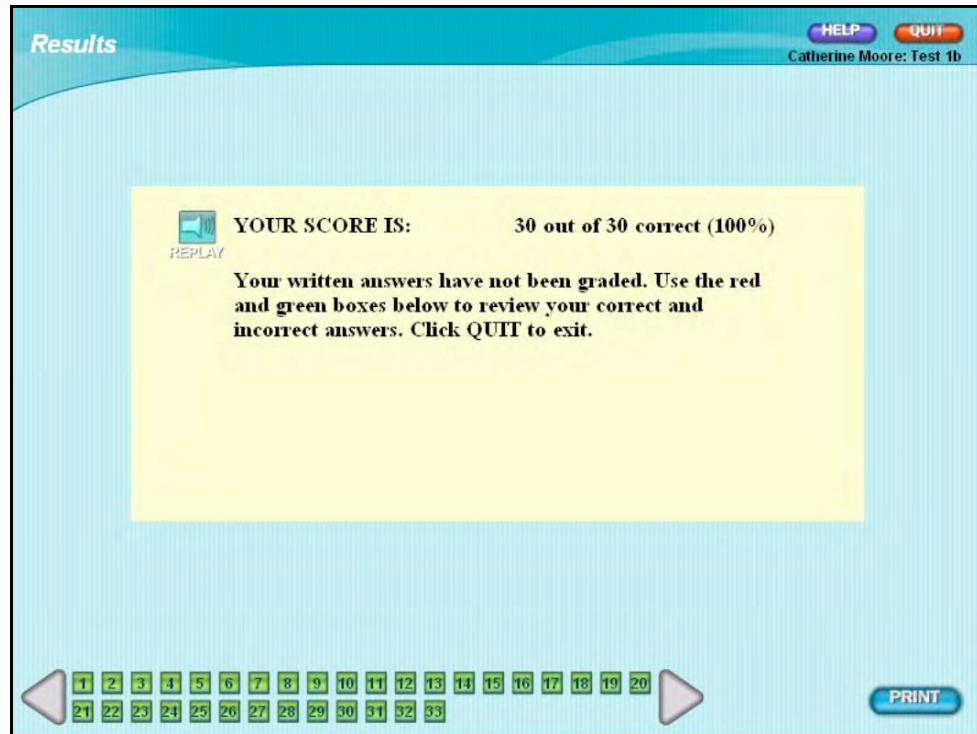 Results
HELP QUIT
Catherine Moore: Test 1b
YOUR SCORE IS: 30 out of 30 correct (100%)
REPLAY
Your written answers have not been graded. Use the red
and green boxes below to review your correct and
incorrect answers. Click QUIT to exit.
1 2 3 4 5 6 7 8 9 10 11 12 13 14 15 16 17 18 19 20
21 22 23 24 25 26 27 28 29 30 31 32 33
PRINT